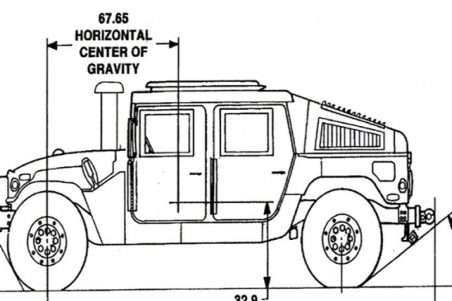 67.65
HORIZONTAL
CENTER OF
GRAVITY
32.9